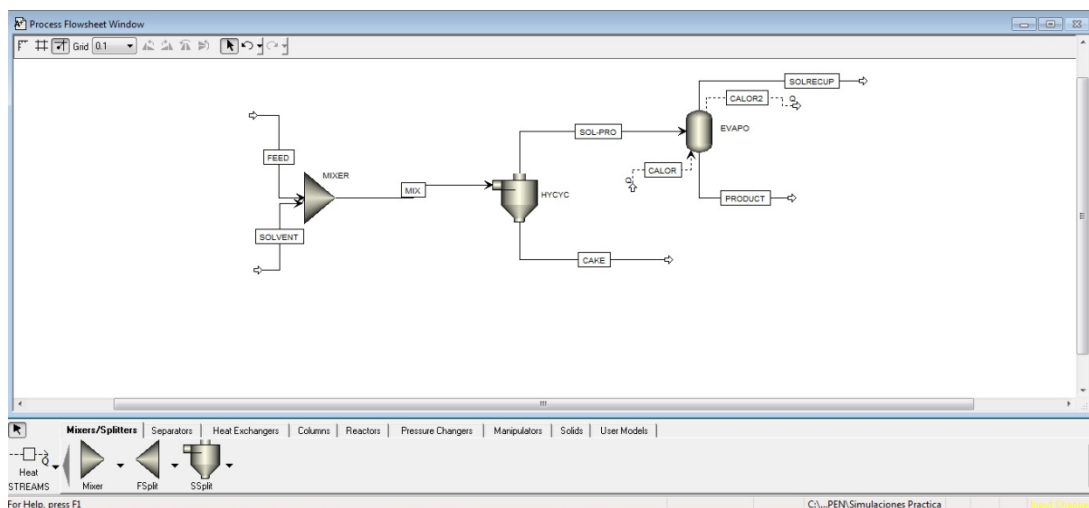 Process Flowsheet Window
Grid 0.1
SOLRECUP
CALOR2
EVAPO
SOL-PRO
CALOR
PRODUCT
FEED
MIXER
MIX
HYCYC
SOLVENT
CAKE
Mixers/Splitters Separators Heat Exchangers Columns Reactors Pressure Changers Manipulators Solids User Models
Heat
STREAMS Mixer FSplit SSplit
For Help, press F1 C:\...PEN\Simulaciones Practica